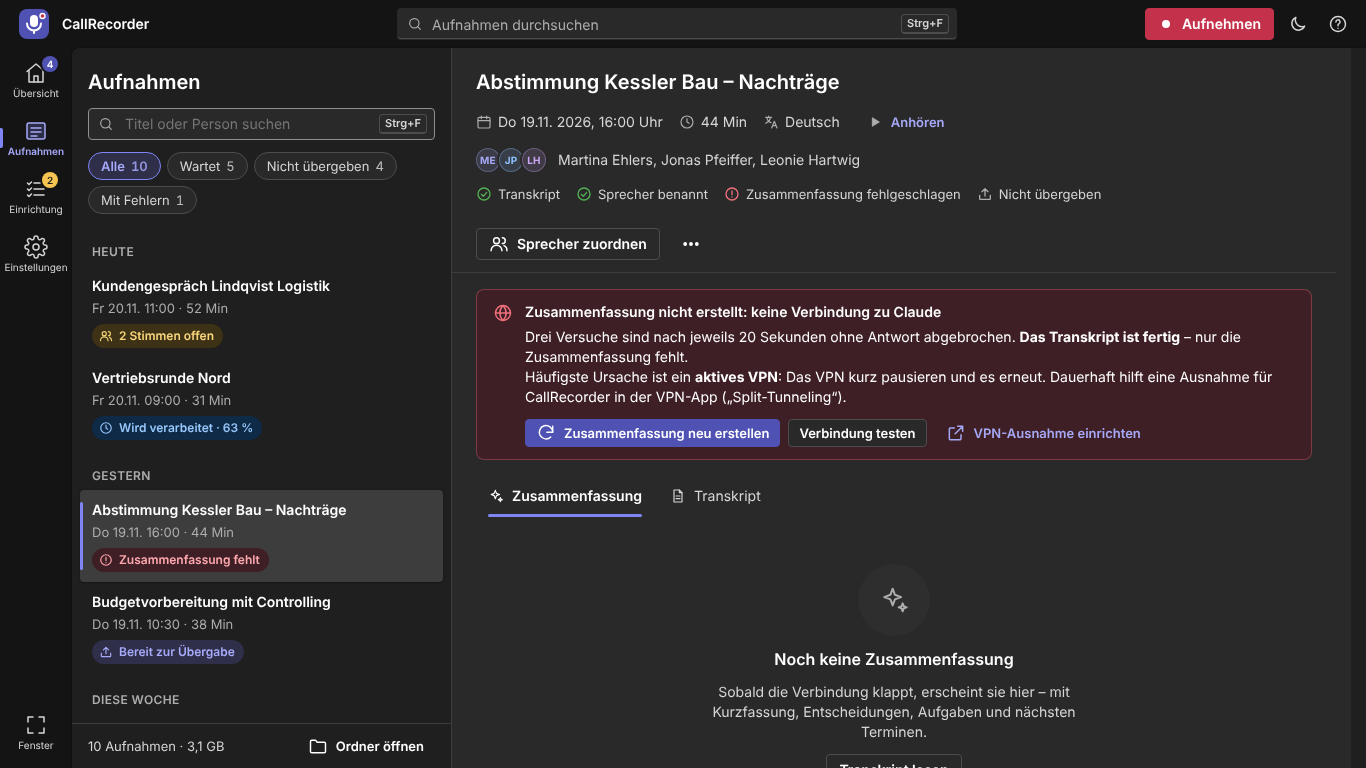 CallRecorder
Aufnahmen durchsuchen
Strg+F
Aufnehmen
4
Übersicht
Aufnahmen
2
Einrichtung
Einstellungen
Fenster
Aufnahmen
Titel oder Person suchen
Strg+F
Alle 10
Wartet 5
Nicht übergeben 4
Mit Fehlern 1
HEUTE
Kundengespräch Lindqvist Logistik
Fr 20.11. 11:00 · 52 Min
2 Stimmen offen
Vertriebsrunde Nord
Fr 20.11. 09:00 · 31 Min
Wird verarbeitet · 63 %
GESTERN
Abstimmung Kessler Bau – Nachträge
Do 19.11. 16:00 · 44 Min
Zusammenfassung fehlt
Budgetvorbereitung mit Controlling
Do 19.11. 10:30 · 38 Min
Bereit zur Übergabe
DIESE WOCHE
10 Aufnahmen · 3,1 GB
Ordner öffnen
Abstimmung Kessler Bau – Nachträge
Do 19.11. 2026, 16:00 Uhr
44 Min
Deutsch
Anhören
ME JP LH
Martina Ehlers, Jonas Pfeiffer, Leonie Hartwig
Transkript
Sprecher benannt
Zusammenfassung fehlgeschlagen
Nicht übergeben
Sprecher zuordnen
Zusammenfassung nicht erstellt: keine Verbindung zu Claude
Drei Versuche sind nach jeweils 20 Sekunden ohne Antwort abgebrochen. Das Transkript ist fertig – nur die
Zusammenfassung fehlt.
Häufigste Ursache ist ein aktives VPN: Das VPN kurz pausieren und es erneut. Dauerhaft hilft eine Ausnahme für
CallRecorder in der VPN-App („Split-Tunneling“).
Zusammenfassung neu erstellen
Verbindung testen
VPN-Ausnahme einrichten
Zusammenfassung
Transkript
Noch keine Zusammenfassung
Sobald die Verbindung klappt, erscheint sie hier – mit
Kurzfassung, Entscheidungen, Aufgaben und nächsten
Terminen.
Transkript lesen